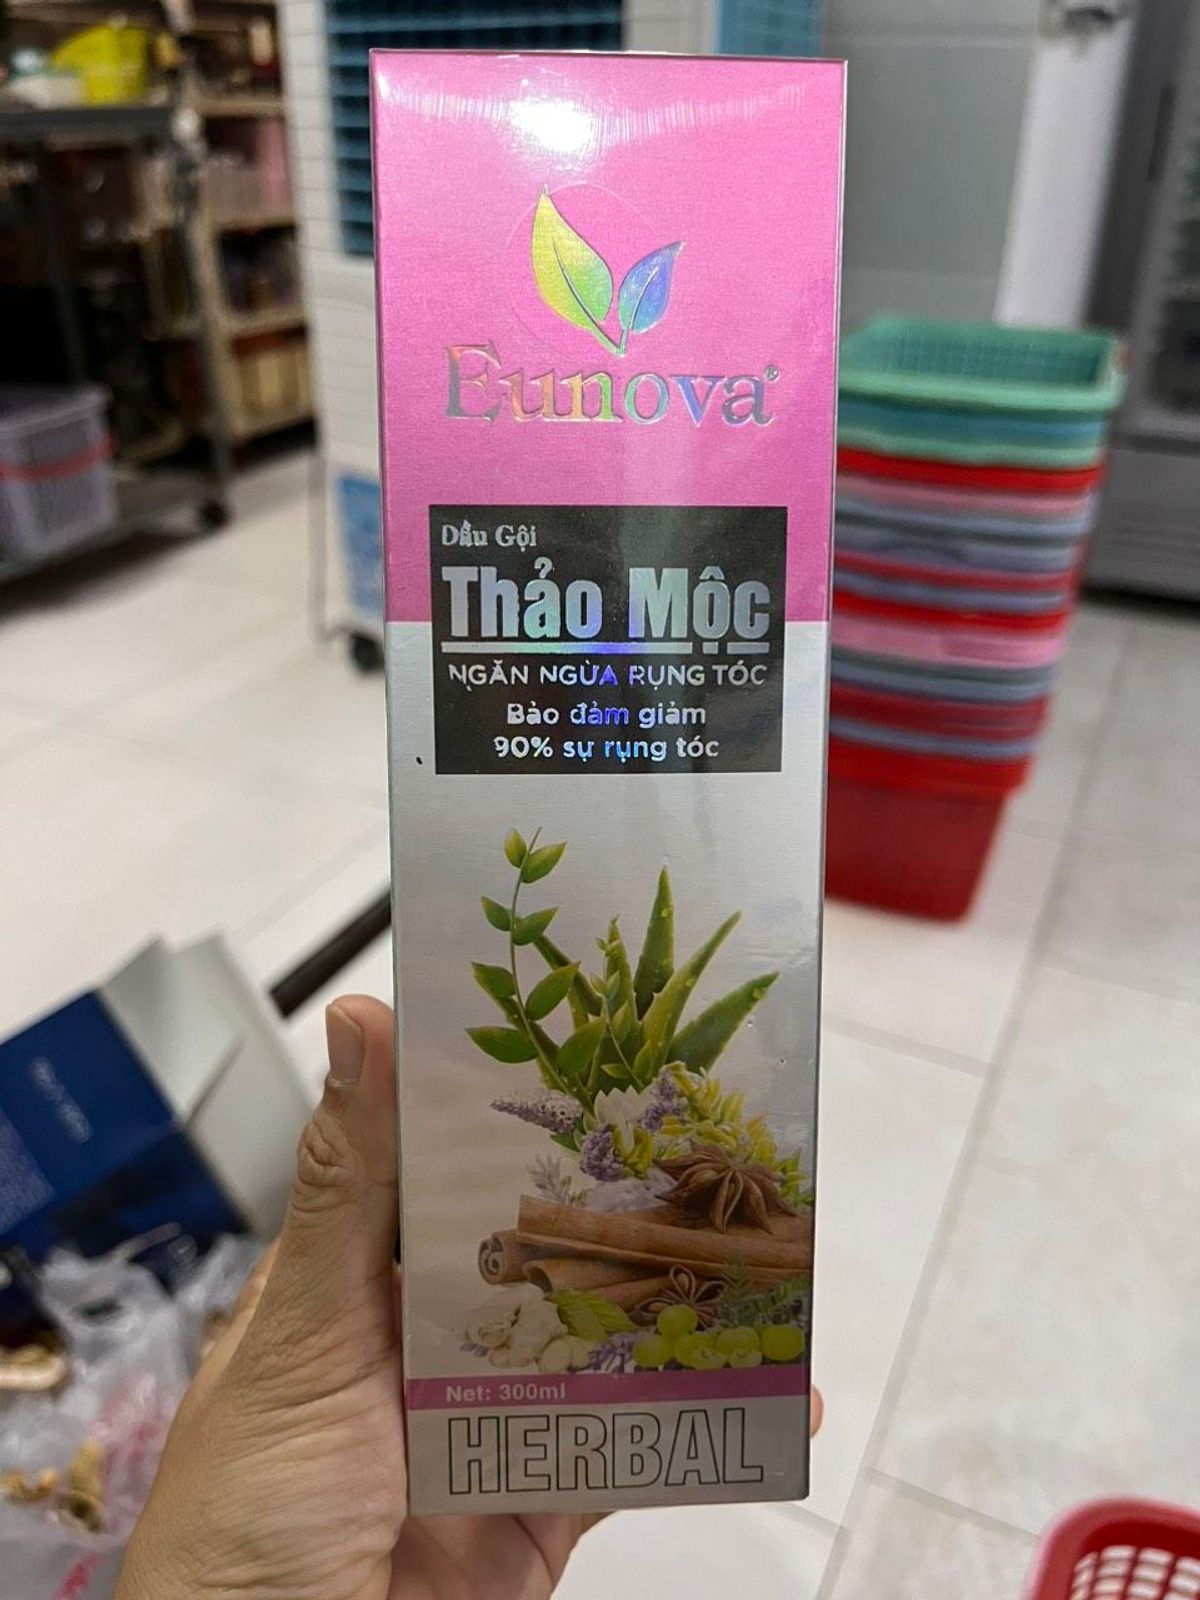 Eunova®
Dầu Gội
Thảo Mộc
NGĂN NGỪA RỤNG TÓC
Bảo đảm giảm
90% sự rụng tóc
Net: 300ml
HERBAL